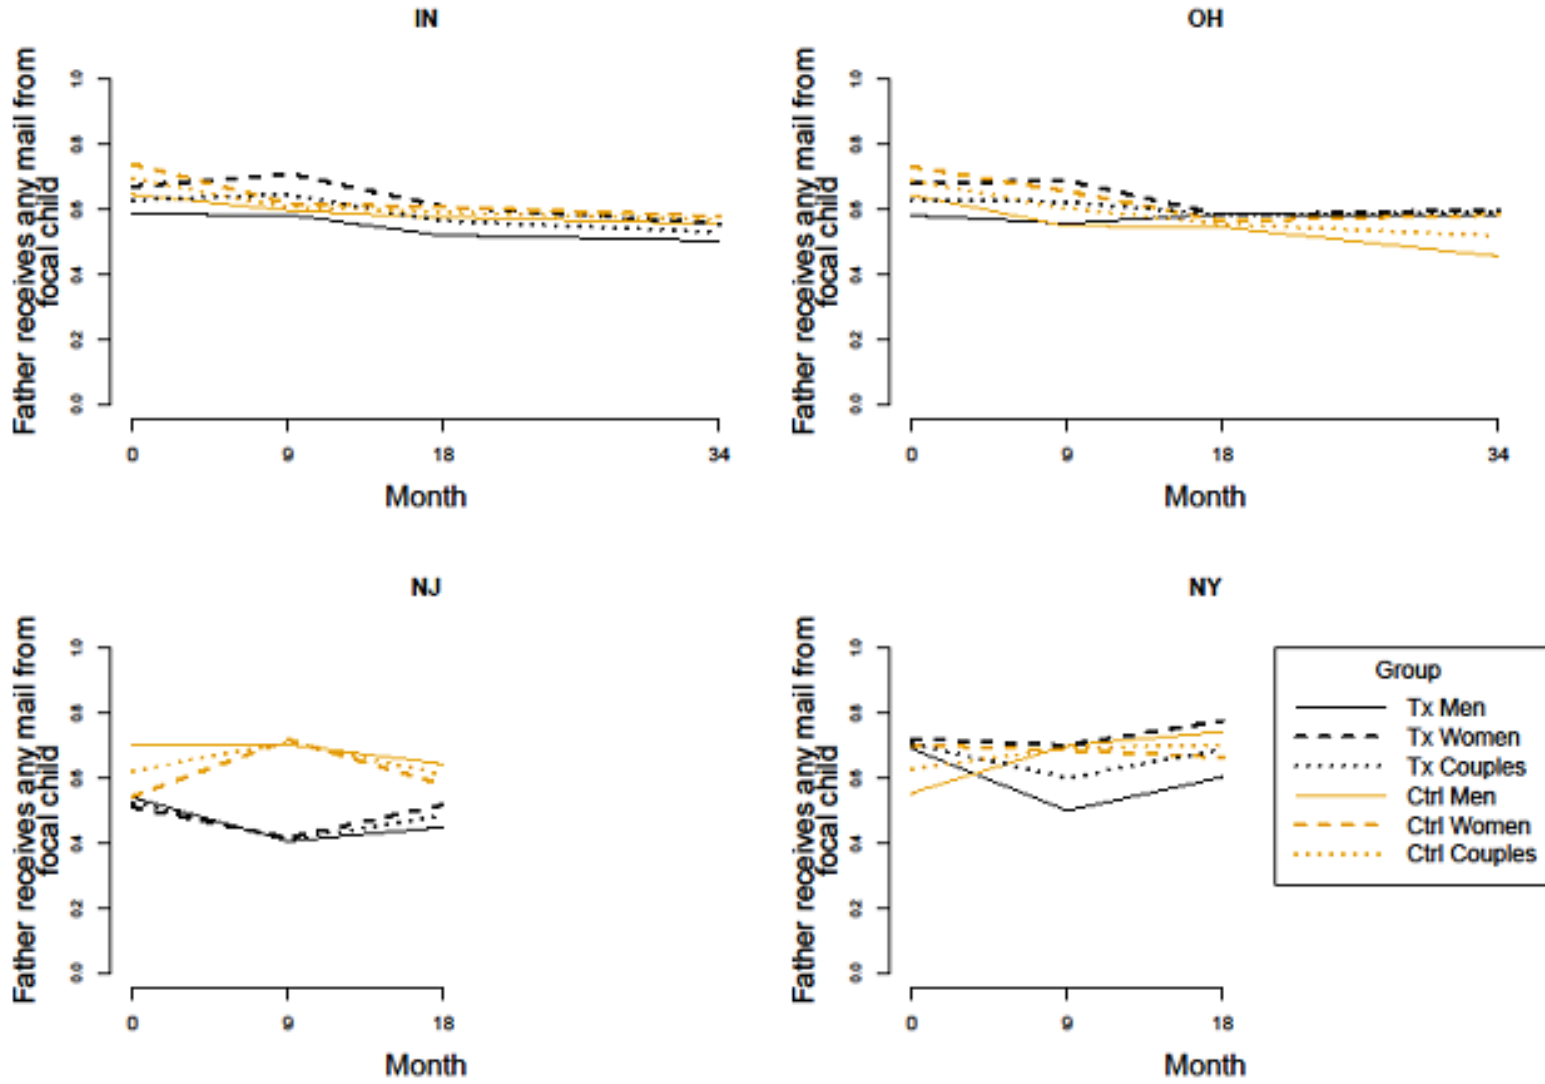 IN
Father receives any mail from
focal child
1.0
0.8
0.6
0.4
0.2
0.0
0 9 18 34
Month
OH
Father receives any mail from
focal child
1.0
0.8
0.6
0.4
0.2
0.0
0 9 18 34
Month
NJ
Father receives any mail from
focal child
1.0
0.8
0.6
0.4
0.2
0.0
0 9 18
Month
NY
Father receives any mail from
focal child
1.0
0.8
0.6
0.4
0.2
0.0
0 9 18
Month
Group
Tx Men
Tx Women
Tx Couples
Ctrl Men
Ctrl Women
Ctrl Couples